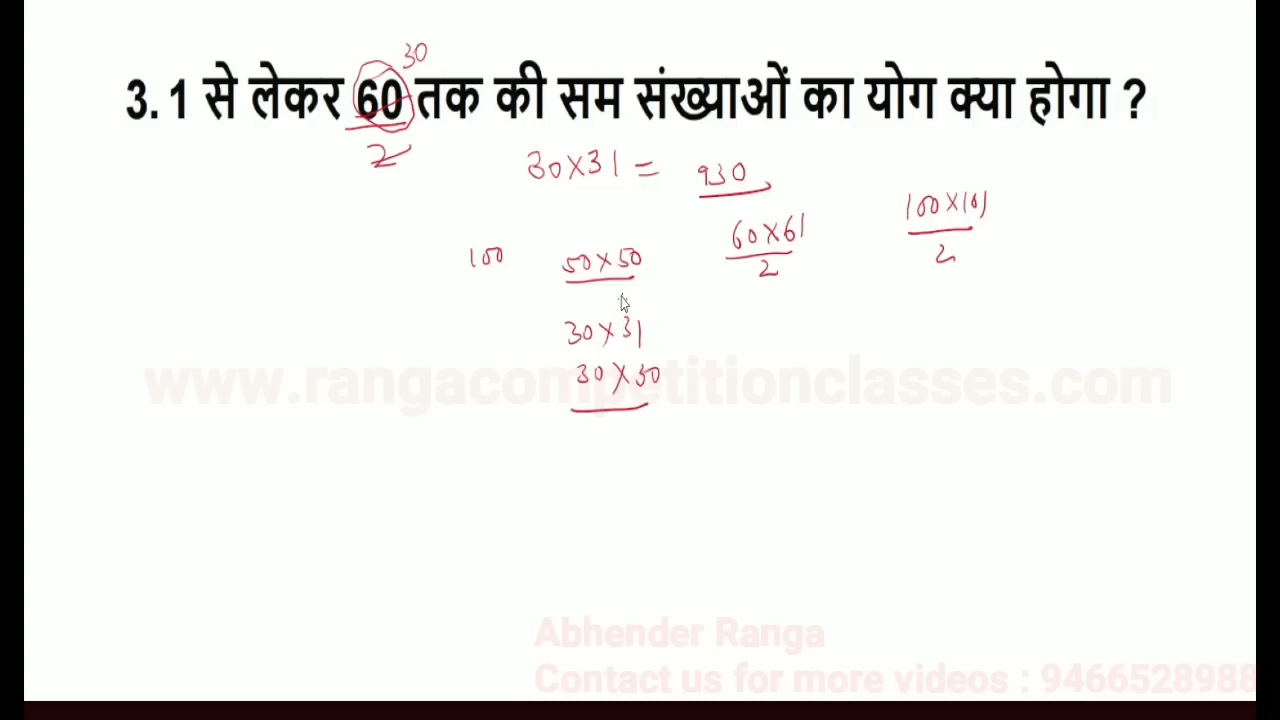 30
3. 1 से लेकर 60 तक की सम संख्याओं का योग क्या होगा ?
2
30×31 = 930
100×101
2
60×61
2
100 50×50
30×31
30×30
www.rangacompetitionclasses.com
Abhender Ranga
Contact us for more videos : 9466528988